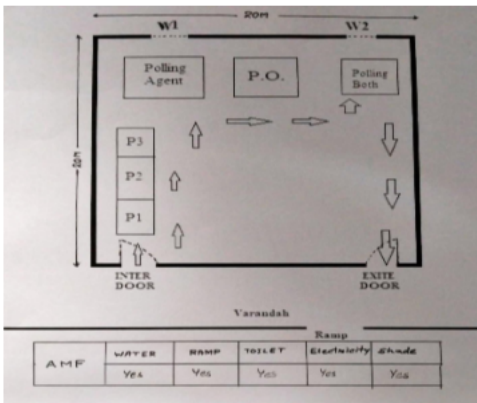 20m
W1 W2
Polling Agent
P.O.
Polling Both
P3
20m
P2
P1
INTER DOOR
EXITE DOOR
Varandah
Ramp
AMF
WATER RAMP TOILET Electricity Shade
Yes Yes Yes Yes Yes